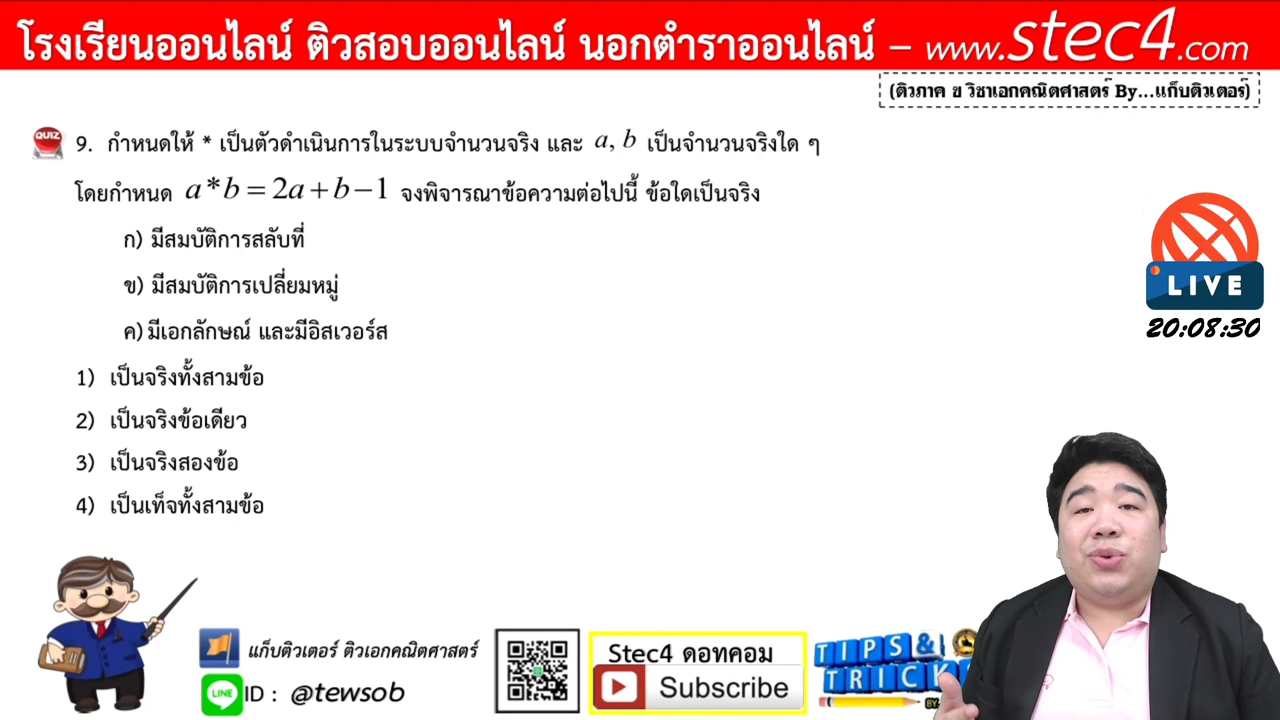 โรงเรียนออนไลน์ ติวสอบออนไลน์ นอกตำราออนไลน์ – www.stec4.com
(ติวภาค ข วิชาเอกคณิตศาสตร์ By...แก็บติวเตอร์)
QUIZ
9. กำหนดให้ * เป็นตัวดำเนินการในระบบจำนวนจริง และ a, b เป็นจำนวนจริงใด ๆ
โดยกำหนด a*b=2a+b−1 จงพิจารณาข้อความต่อไปนี้ ข้อใดเป็นจริง
ก) มีสมบัติการสลับที่
ข) มีสมบัติการเปลี่ยมหมู่
ค) มีเอกลักษณ์ และมีอิสเวอร์ส
1) เป็นจริงทั้งสามข้อ
2) เป็นจริงข้อเดียว
3) เป็นจริงสองข้อ
4) เป็นเท็จทั้งสามข้อ
LIVE
20:08:30
แก็บติวเตอร์ ติวเอกคณิตศาสตร์
LINE ID : @tewsob
Stec4 ดอทคอม
Subscribe
TIPS &
TRICK
BY